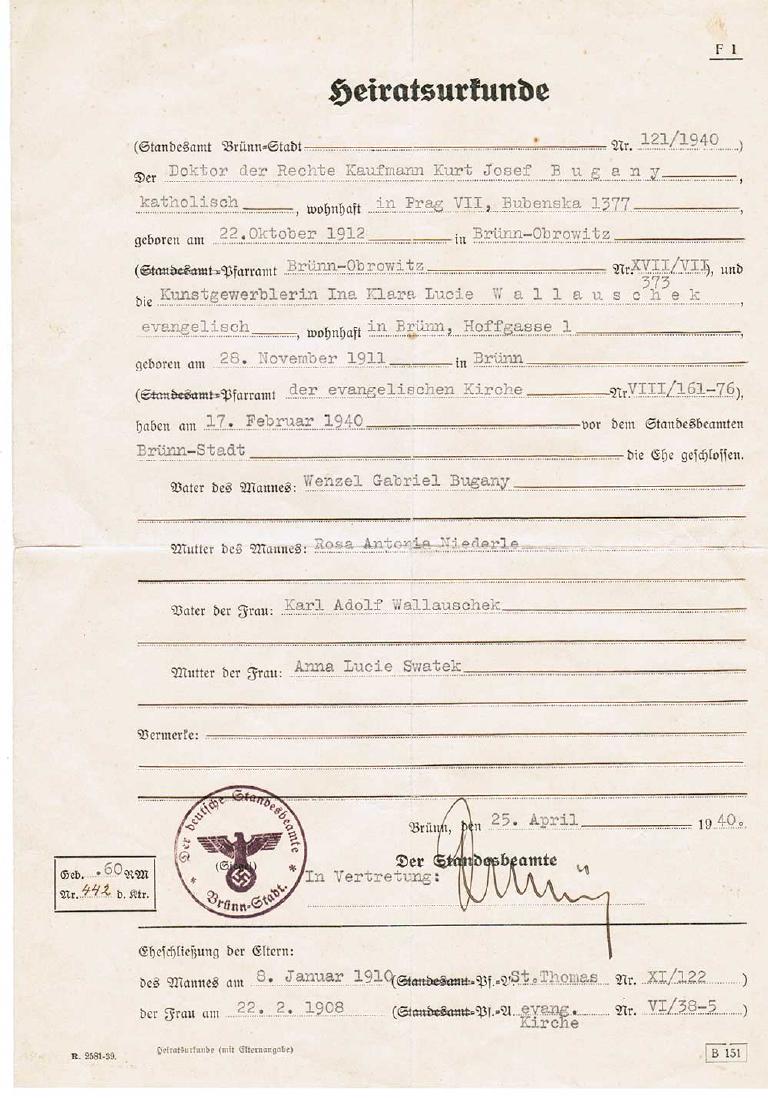 F 1
Heiratsurkunde
(Standesamt Brünn-Stadt Nr. 121/1940)
Der Doktor der Rechte Kaufmann Kurt Josef B u g a n y,
katholisch, wohnhaft in Prag VII, Bubenska 1377,
geboren am 22.Oktober 1912 in Brünn-Obrowitz
(Standesamt-Pfarramt Brünn-Obrowitz Nr. XVII/VII), und
373
die Kunstgewerblerin Ina Klara Lucie W a l l a u s c h e k,
evangelisch, wohnhaft in Brünn, Hoffgasse 1,
geboren am 28. November 1911 in Brünn
(Standesamt-Pfarramt der evangelischen Kirche Nr. VIII/161-76),
haben am 17. Februar 1940 vor dem Standesbeamten
Brünn-Stadt die Ehe geschlossen.
Vater des Mannes: Wenzel Gabriel Bugany
Mutter des Mannes: Rosa Antonia Niederle
Vater der Frau: Karl Adolf Wallauschek
Mutter der Frau: Anna Lucie Swatek
Vermerke:
Der deutsche Standesbeamte
* Brünn-Stadt. *
(Siegel)
Brünn, den 25. April 1940.
Der Standesbeamte
In Vertretung:
Geb. .60 RM
Nr. 442 d. Ktr.
Eheschließung der Eltern:
des Mannes am 8. Januar 1910 (Standesamt-Pf.-A St.Thomas Nr. XI/122)
der Frau am 22. 2. 1908 (Standesamt-Pf.-A evang. Nr. VI/38-5)
Kirche
R. 2581-39. Heiratsurkunde (mit Elternangabe) B 151